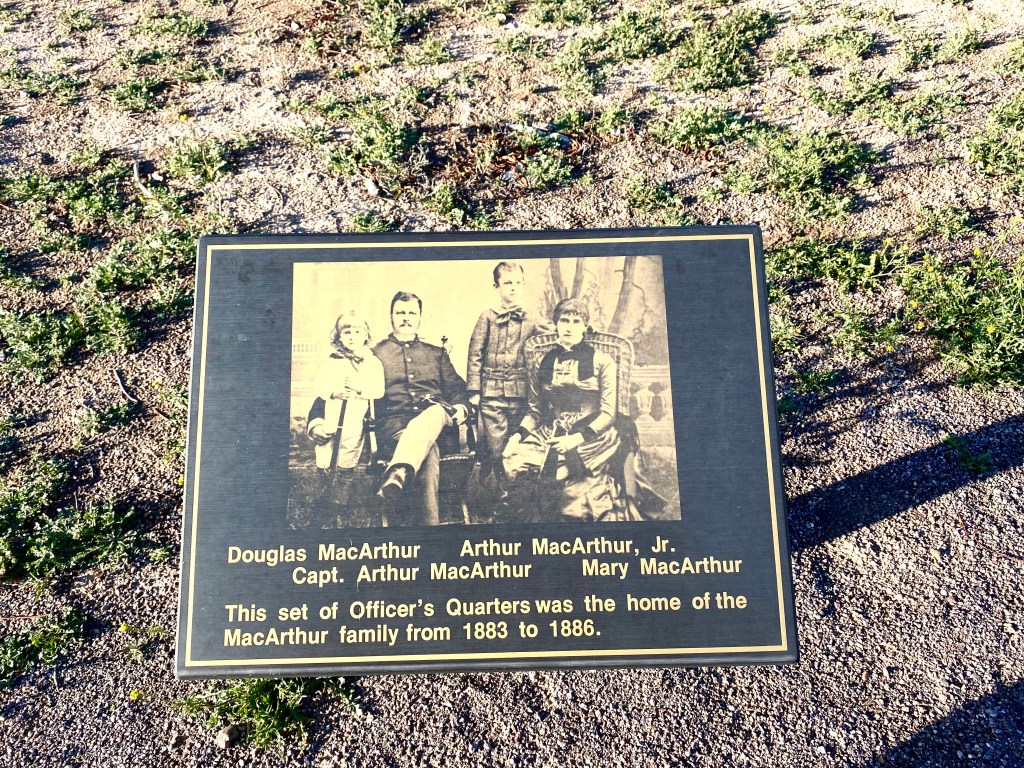 Douglas MacArthur Arthur MacArthur, Jr.
Capt. Arthur MacArthur Mary MacArthur
This set of Officer's Quarters was the home of the
MacArthur family from 1883 to 1886.